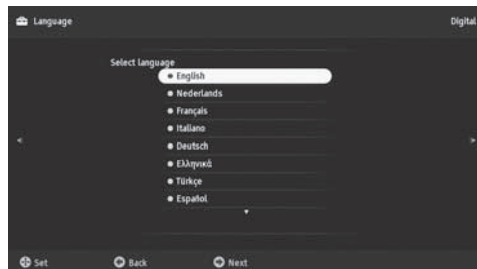 Language
Digital
Select language
English
Nederlands
Français
Italiano
Deutsch
Ελληνικά
Türkçe
Español
Set Back Next